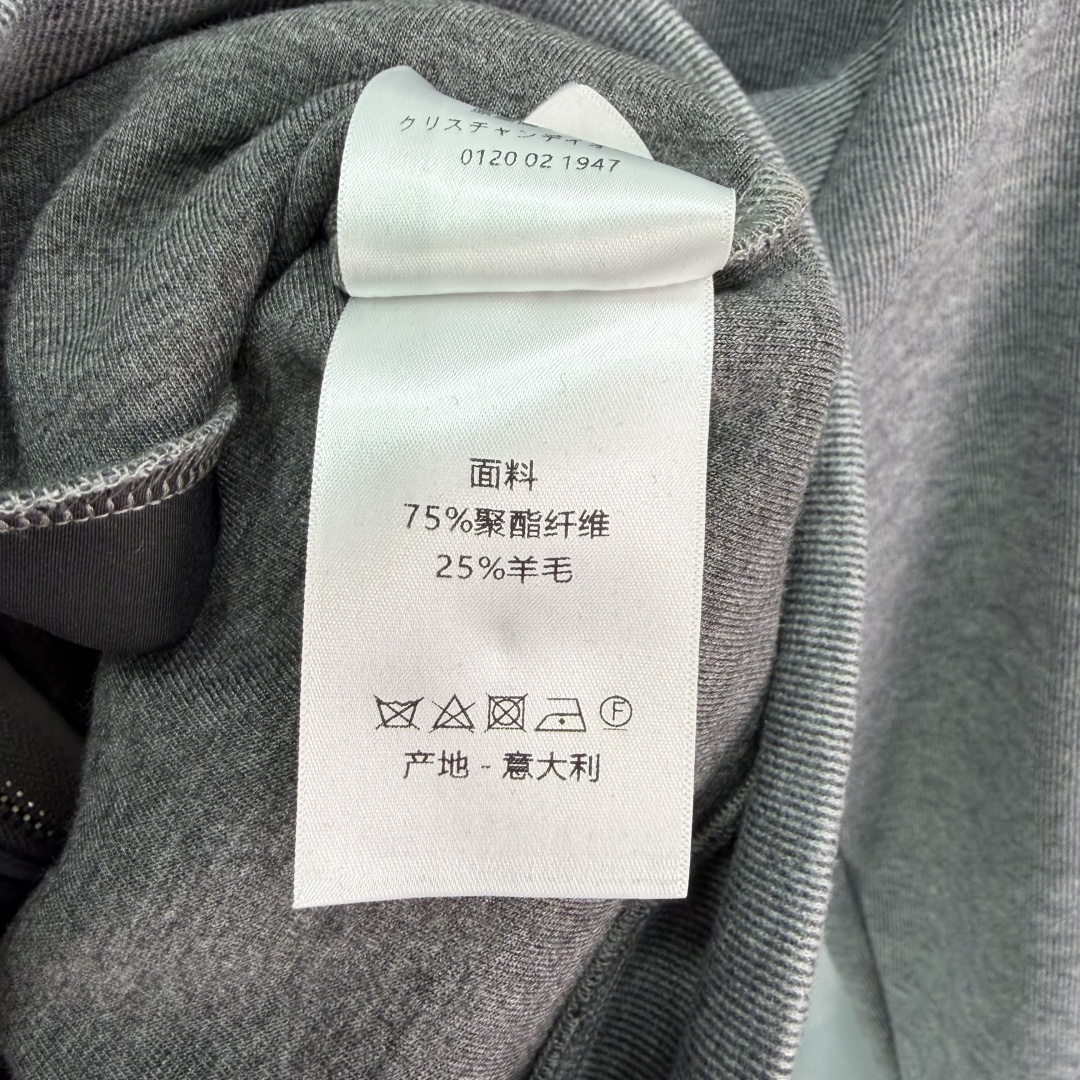 クリスチャンディオ
0120 02 1947
面料
75%聚酯纤维
25%羊毛
F
产地 - 意大利